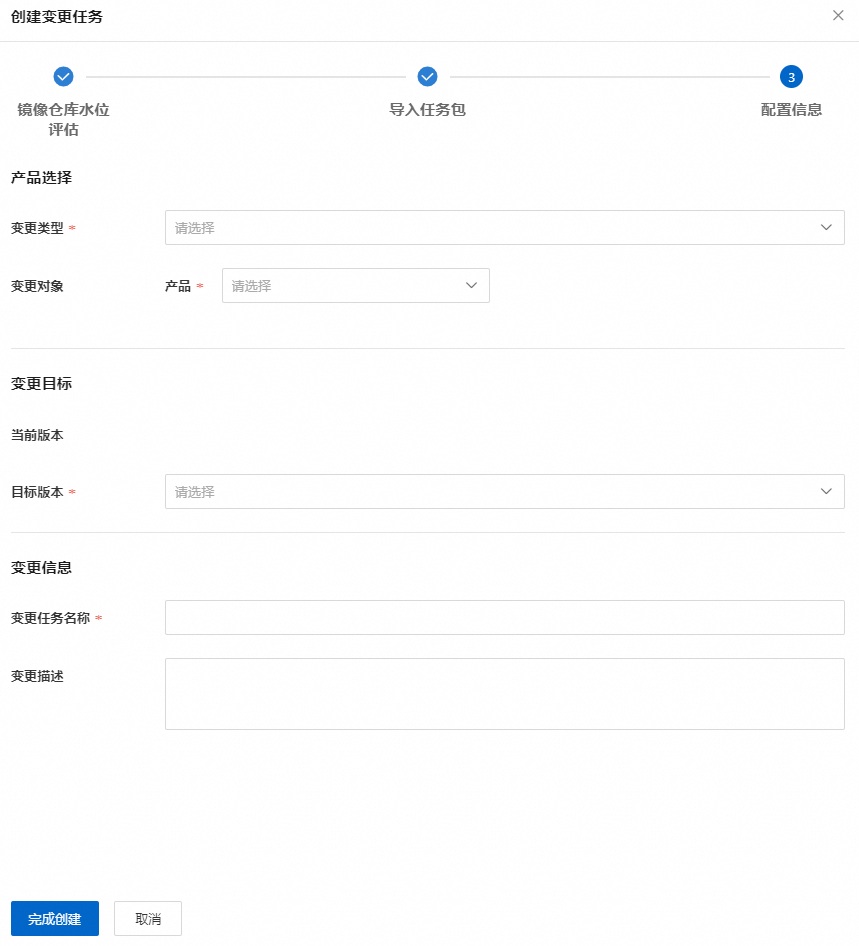 创建变更任务
3
镜像仓库水位
评估
导入任务包
配置信息
产品选择
变更类型 *
请选择
变更对象
产品 *
请选择
变更目标
当前版本
目标版本 *
请选择
变更信息
变更任务名称 *
变更描述
完成创建
取消